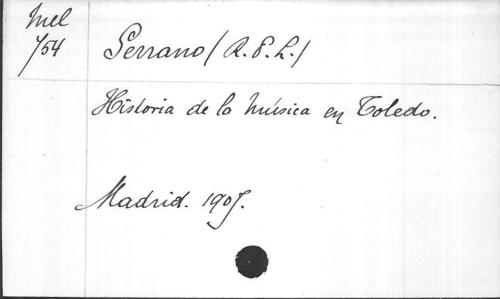 Mel
754
Serrano (A. P. L.)
Historia de la Música en Toledo.
Madrid. 1907.